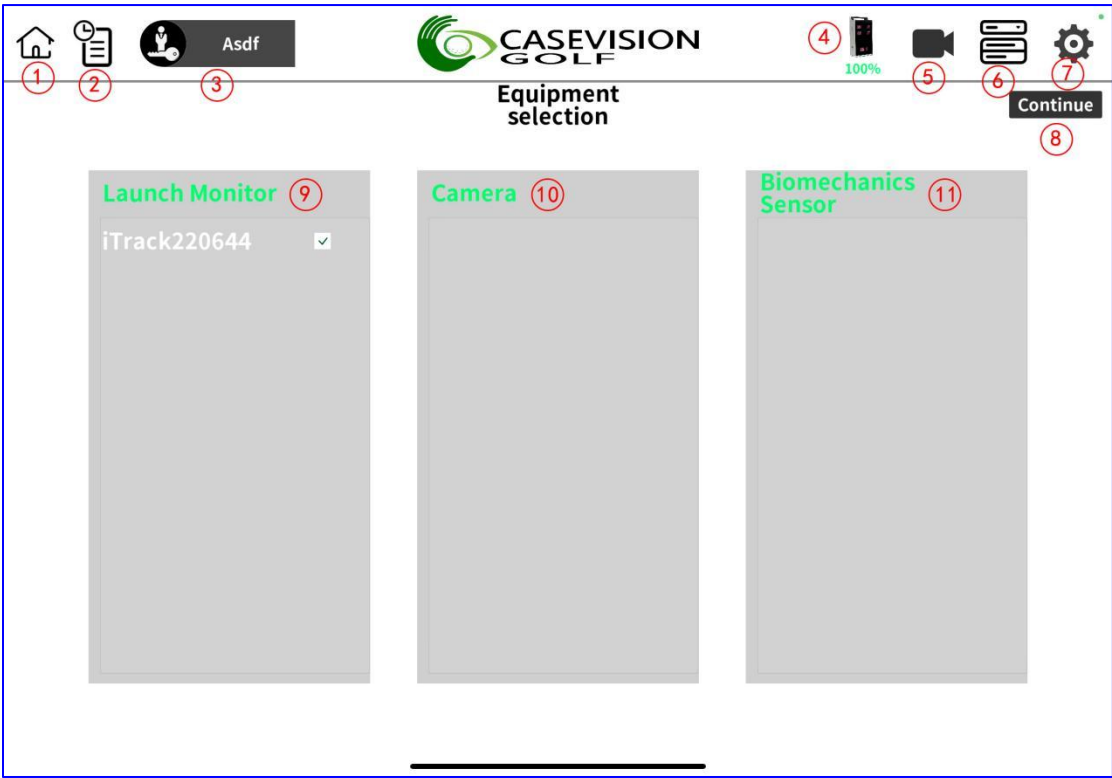 Asdf
CASEVISION
GOLF
4
100%
1
2
3
5
6
7
Equipment
selection
Continue
8
Launch Monitor 9
Camera 10
Biomechanics
Sensor 11
iTrack220644